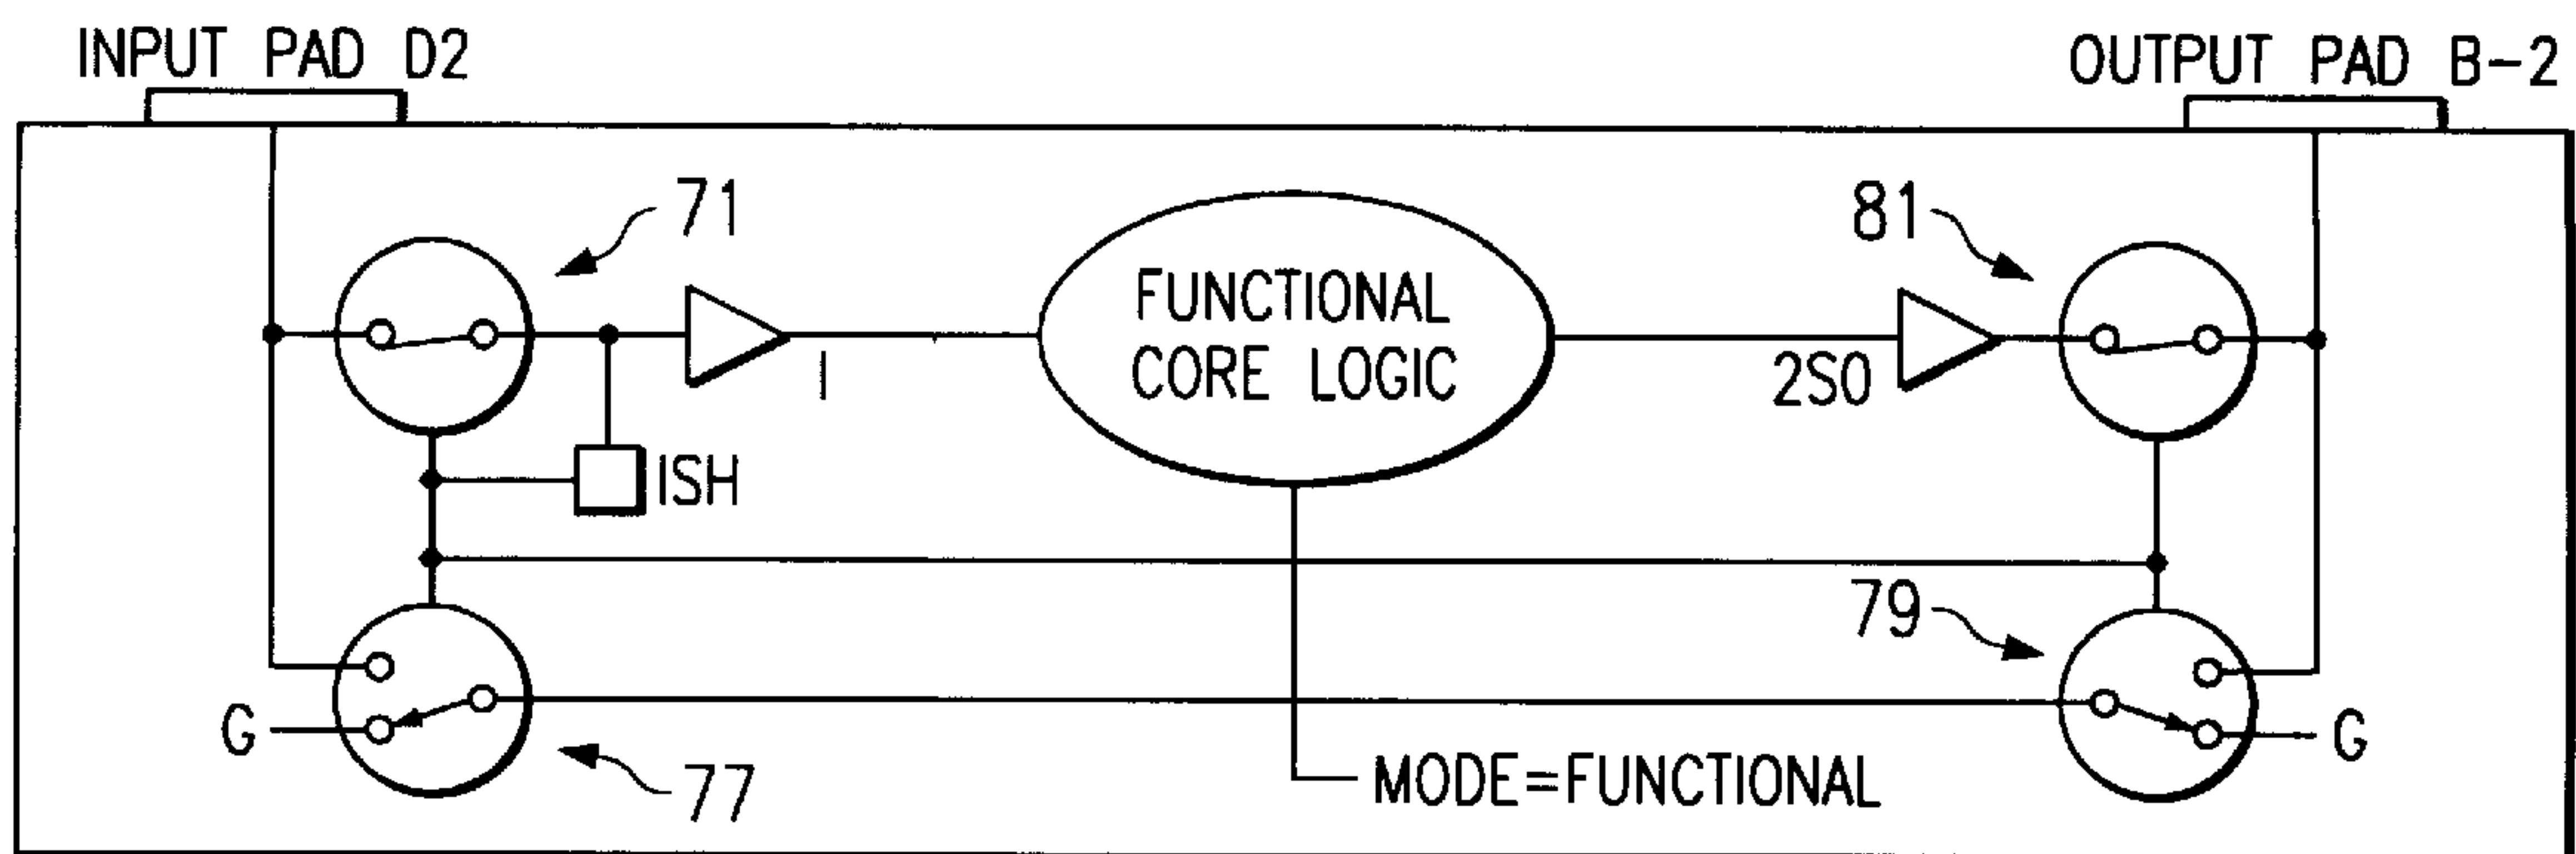 INPUT PAD D2
OUTPUT PAD B-2
71
81
FUNCTIONAL
CORE LOGIC
I
2SO
ISH
79
G
G
77
MODE=FUNCTIONAL